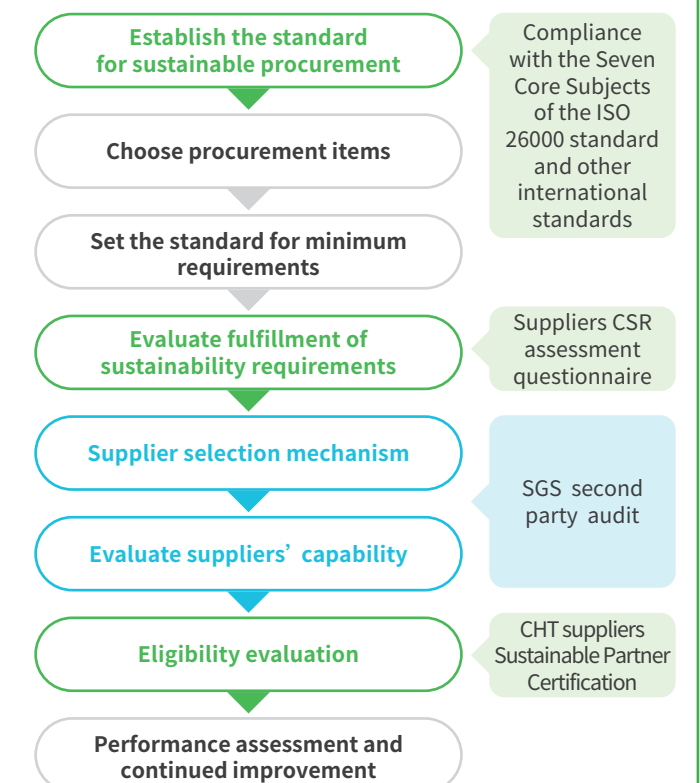 Establish the standard
for sustainable procurement
Compliance
with the Seven
Core Subjects
of the ISO
26000 standard
and other
international
standards
Choose procurement items
Set the standard for minimum
requirements
Evaluate fulfillment of
sustainability requirements
Suppliers CSR
assessment
questionnaire
Supplier selection mechanism
SGS second
party audit
Evaluate suppliers’ capability
Eligibility evaluation
CHT suppliers
Sustainable Partner
Certification
Performance assessment and
continued improvement